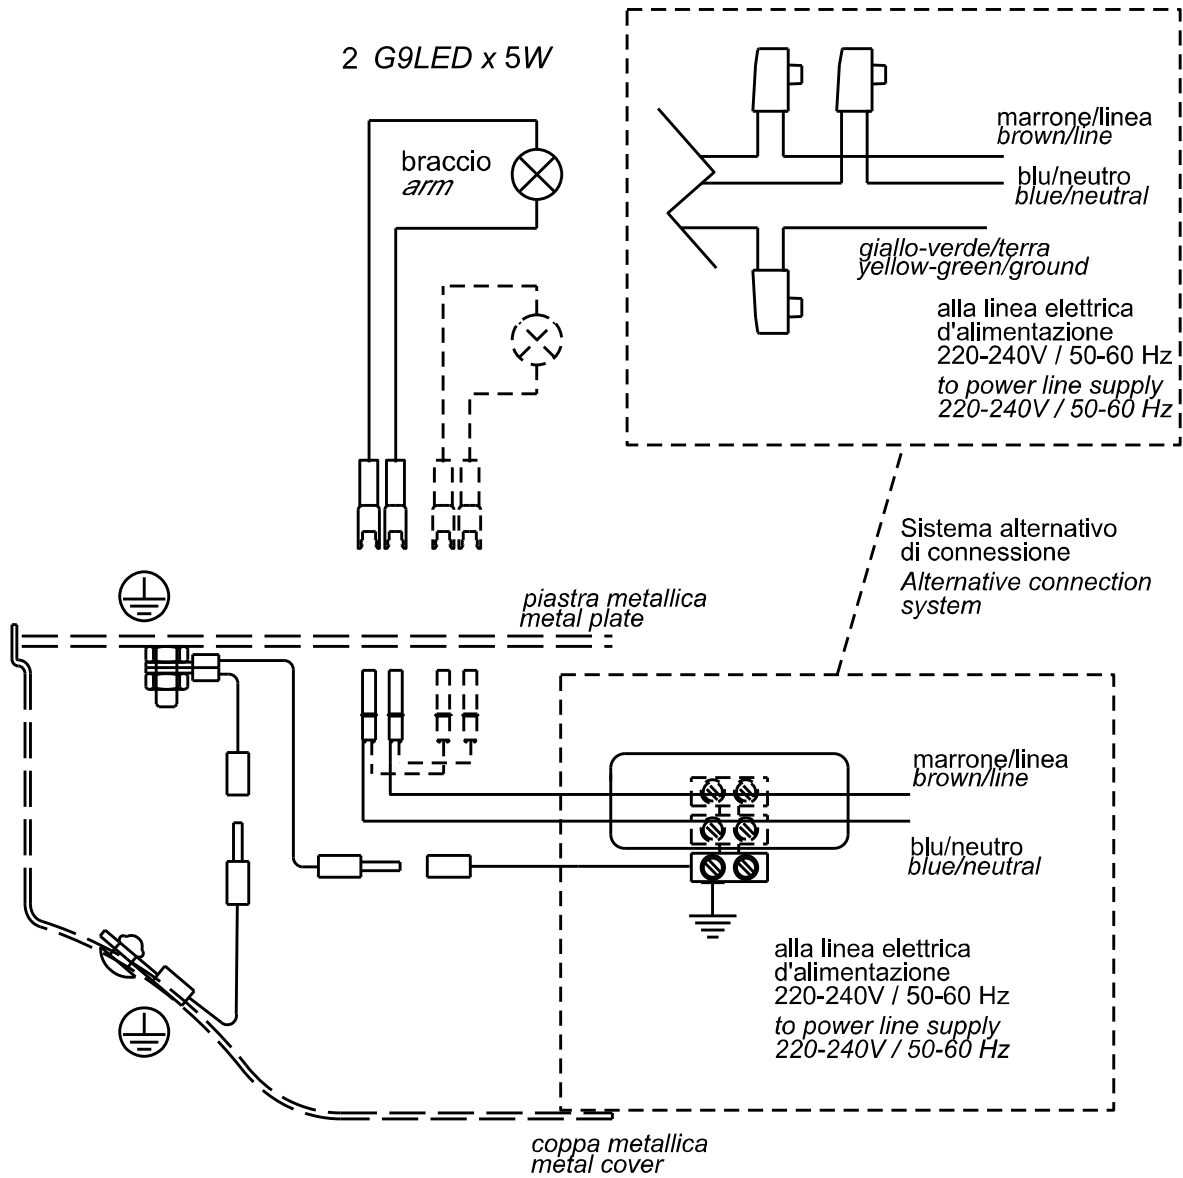 2 G9LED x 5W
braccio
arm
marrone/linea
brown/line
blu/neutro
blue/neutral
giallo-verde/terra
yellow-green/ground
alla linea elettrica
d'alimentazione
220-240V / 50-60 Hz
to power line supply
220-240V / 50-60 Hz
Sistema alternativo
di connessione
Alternative connection
system
piastra metallica
metal plate
marrone/linea
brown/line
blu/neutro
blue/neutral
alla linea elettrica
d'alimentazione
220-240V / 50-60 Hz
to power line supply
220-240V / 50-60 Hz
coppa metallica
metal cover